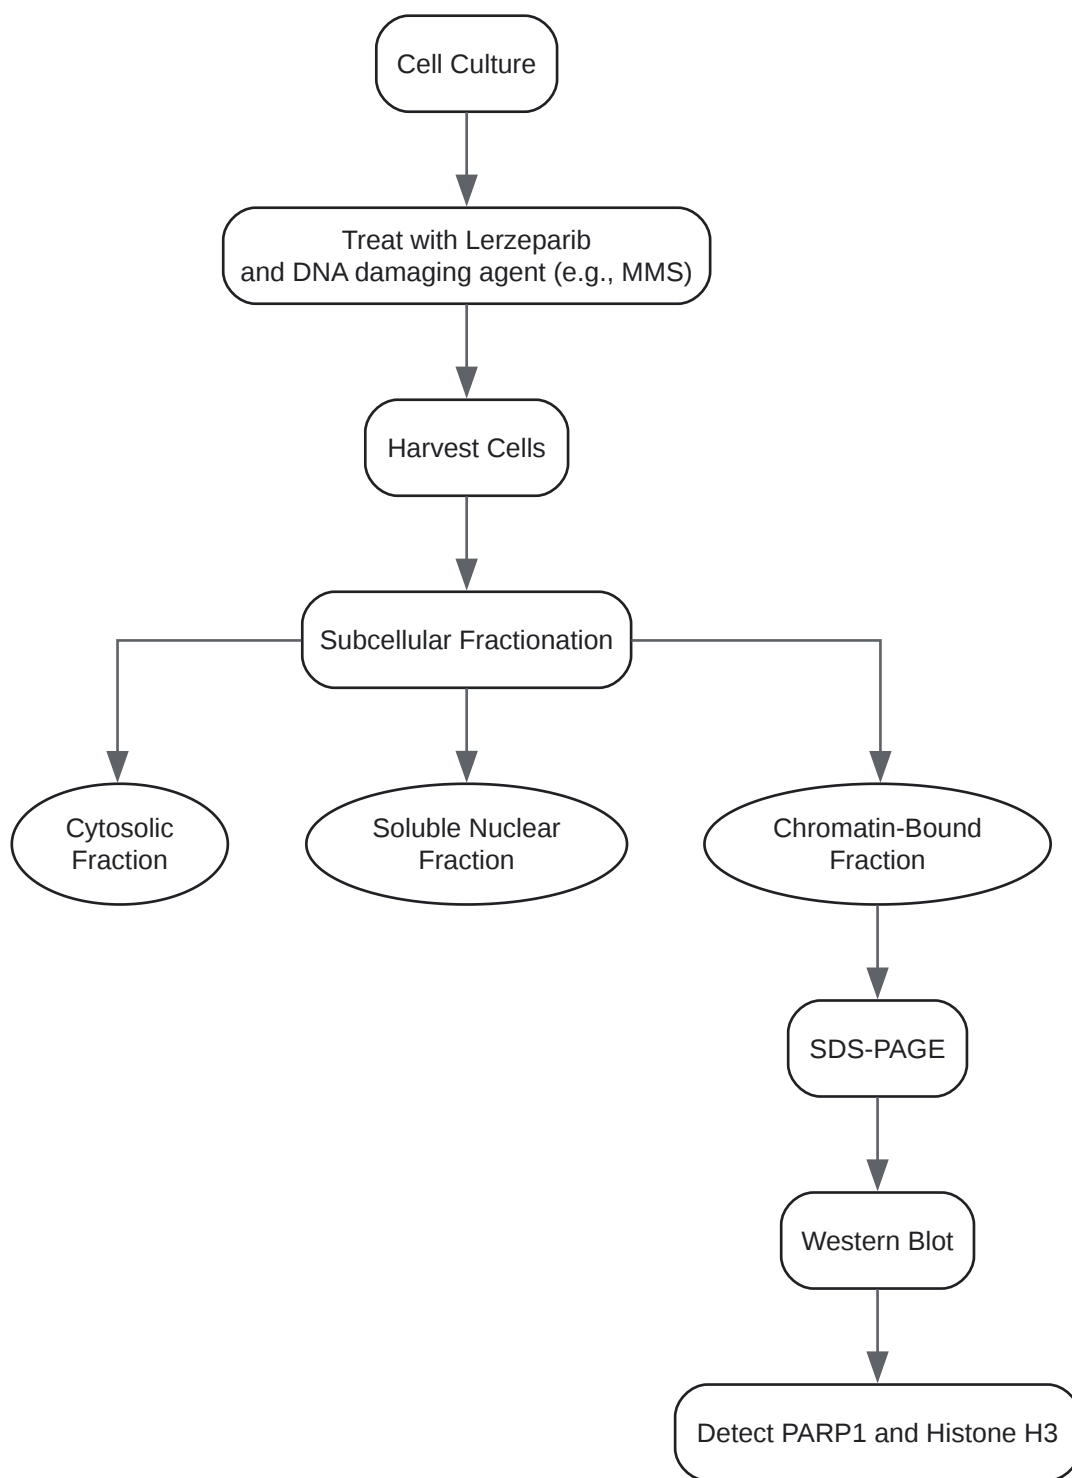 Cell Culture
Treat with Lerzeparib
and DNA damaging agent (e.g., MMS)
Harvest Cells
Subcellular Fractionation
Cytosolic
Fraction
Soluble Nuclear
Fraction
Chromatin-Bound
Fraction
SDS-PAGE
Western Blot
Detect PARP1 and Histone H3